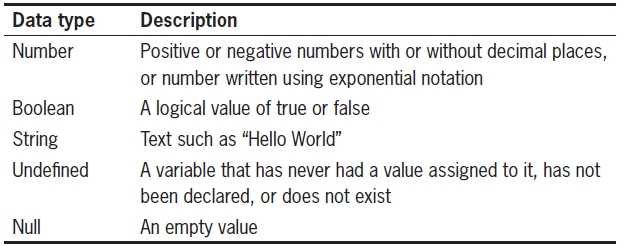 Data type Description
Number Positive or negative numbers with or without decimal places,
or number written using exponential notation
Boolean A logical value of true or false
String Text such as “Hello World”
Undefined A variable that has never had a value assigned to it, has not
been declared, or does not exist
Null An empty value